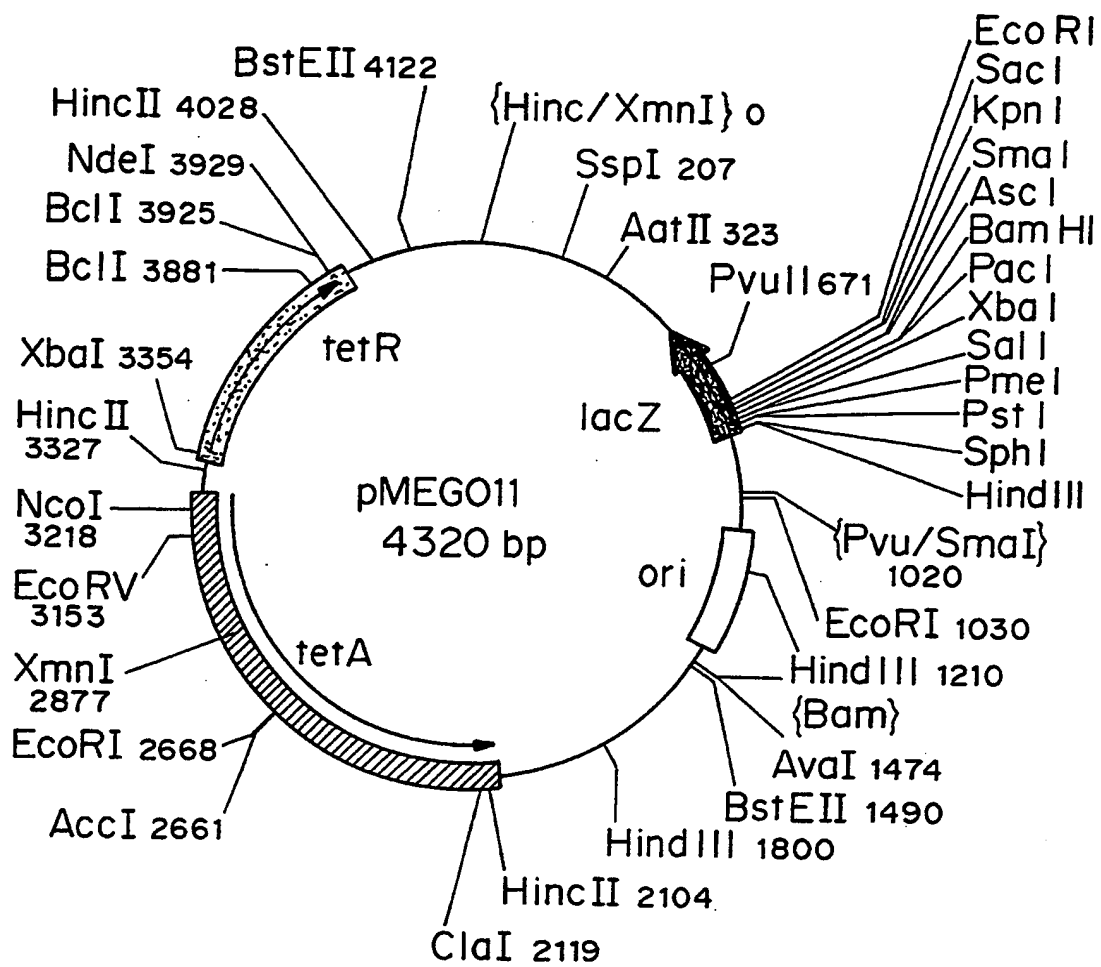 BstEII 4122
HincII 4028
NdeI 3929
BclI 3925
BclI 3881
XbaI 3354
HincII
3327
NcoI
3218
EcoRV
3153
XmnI
2877
EcoRI 2668
AccI 2661
{Hinc/XmnI} 0
SspI 207
AatII 323
PvuII 671
EcoRI
SacI
KpnI
SmaI
AscI
BamHI
PacI
XbaI
SalI
PmeI
PstI
SphI
HindIII
{Pvu/SmaI}
1020
EcoRI 1030
HindIII 1210
{Bam}
AvaI 1474
BstEII 1490
HindIII 1800
HincII 2104
ClaI 2119
tetR
lacZ
pMEG011
4320 bp
ori
tetA